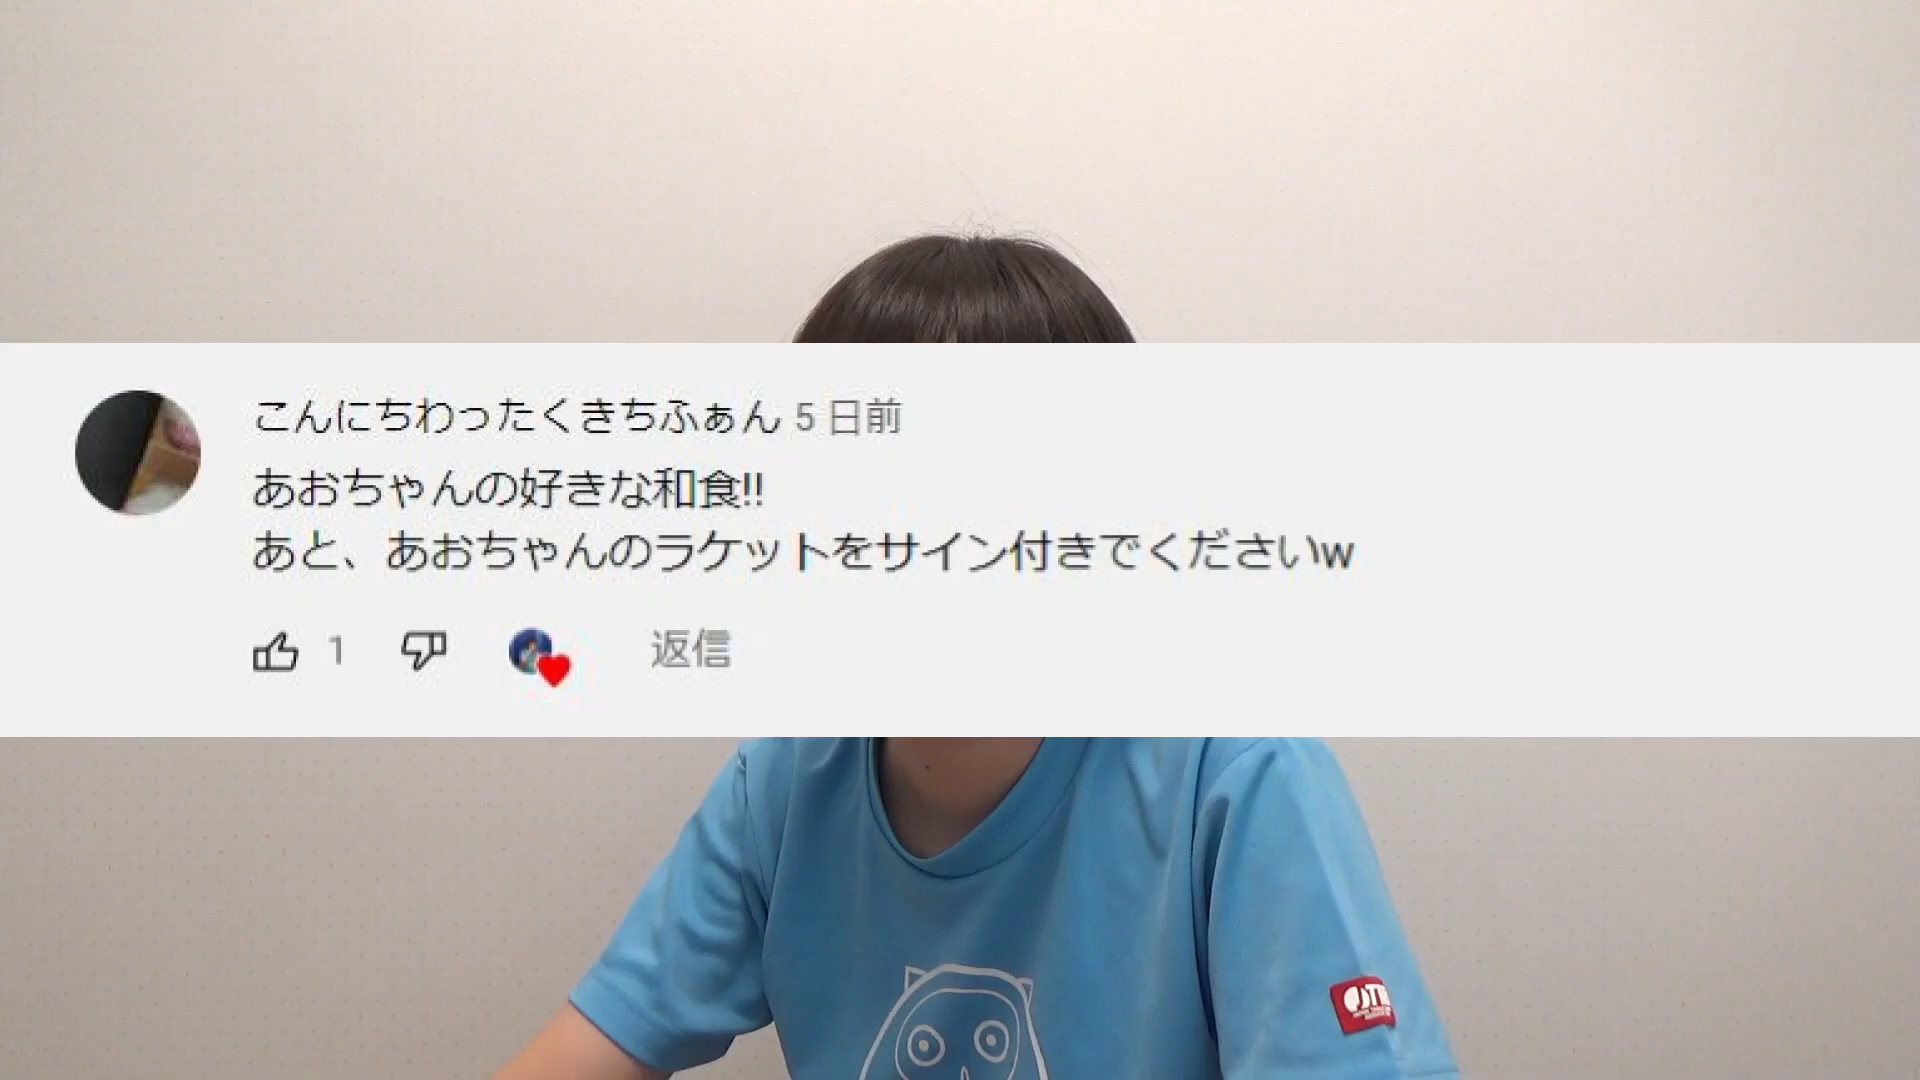 こんにちわったくきちふぁん 5 日前
あおちゃんの好きな和食!!
あと、あおちゃんのラケットをサイン付きでくださいw
1
返信